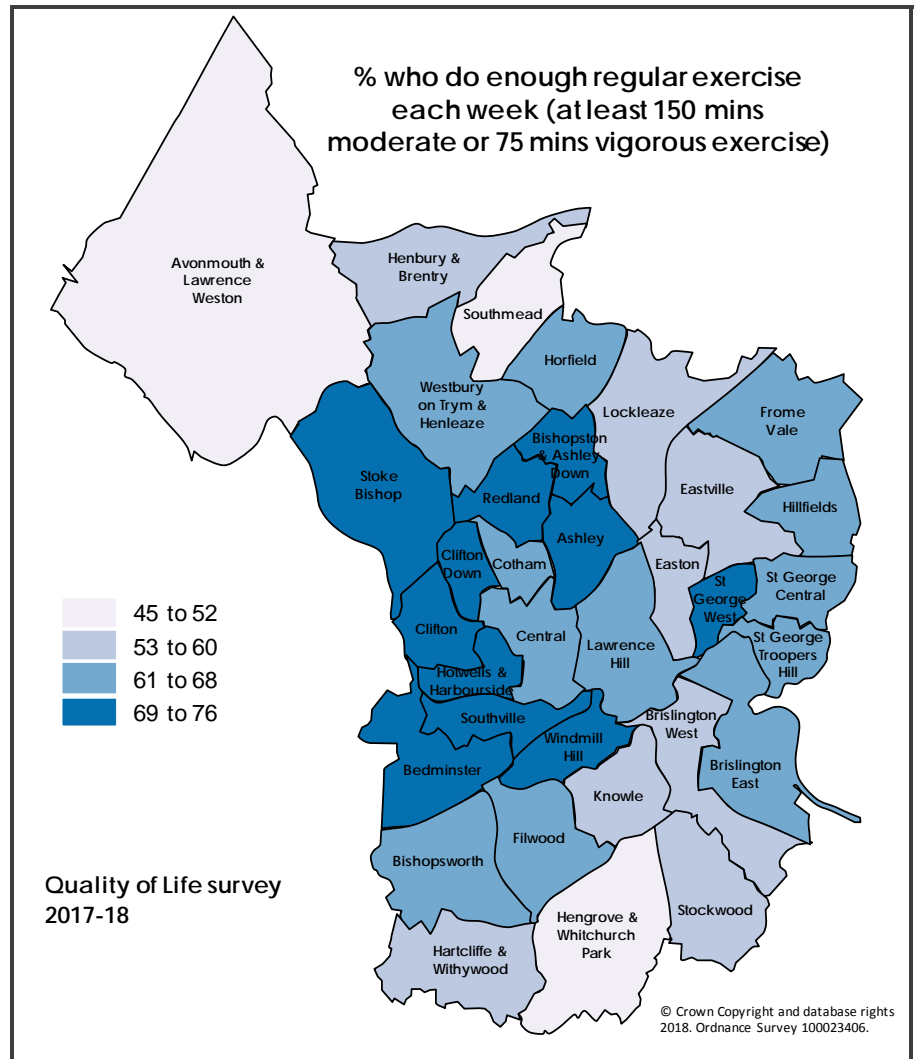 % who do enough regular exercise
each week (at least 150 mins
moderate or 75 mins vigorous exercise)
Avonmouth &
Lawrence
Weston
Henbury &
Brentry
Southmead
Horfield
Westbury
on Trym &
Henleaze
Lockleaze
Frome
Vale
Bishopston
& Ashley
Down
Stoke
Bishop
Redland
Eastville
Hillfields
Ashley
Clifton
Down
Cotham
Easton
St
George
West
St George
Central
Clifton
Central
Lawrence
Hill
St George
Troopers
Hill
Hotwells &
Harbourside
Southville
Windmill
Hill
Brislington
West
Bedminster
Brislington
East
Knowle
Filwood
Bishopsworth
Hengrove &
Whitchurch
Park
Stockwood
Hartcliffe &
Withywood
45 to 52
53 to 60
61 to 68
69 to 76
Quality of Life survey
2017-18
© Crown Copyright and database rights
2018. Ordnance Survey 100023406.